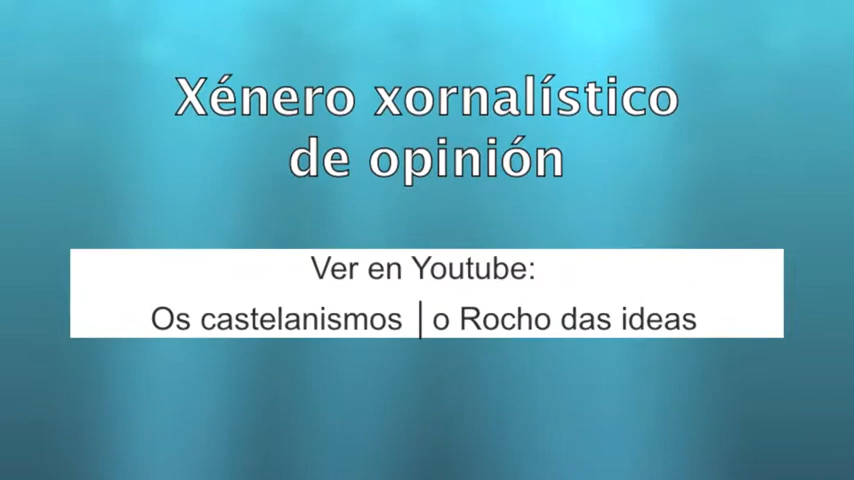 Xénero xornalístico
de opinión
Ver en Youtube:
Os castelanismos | o Rocho das ideas